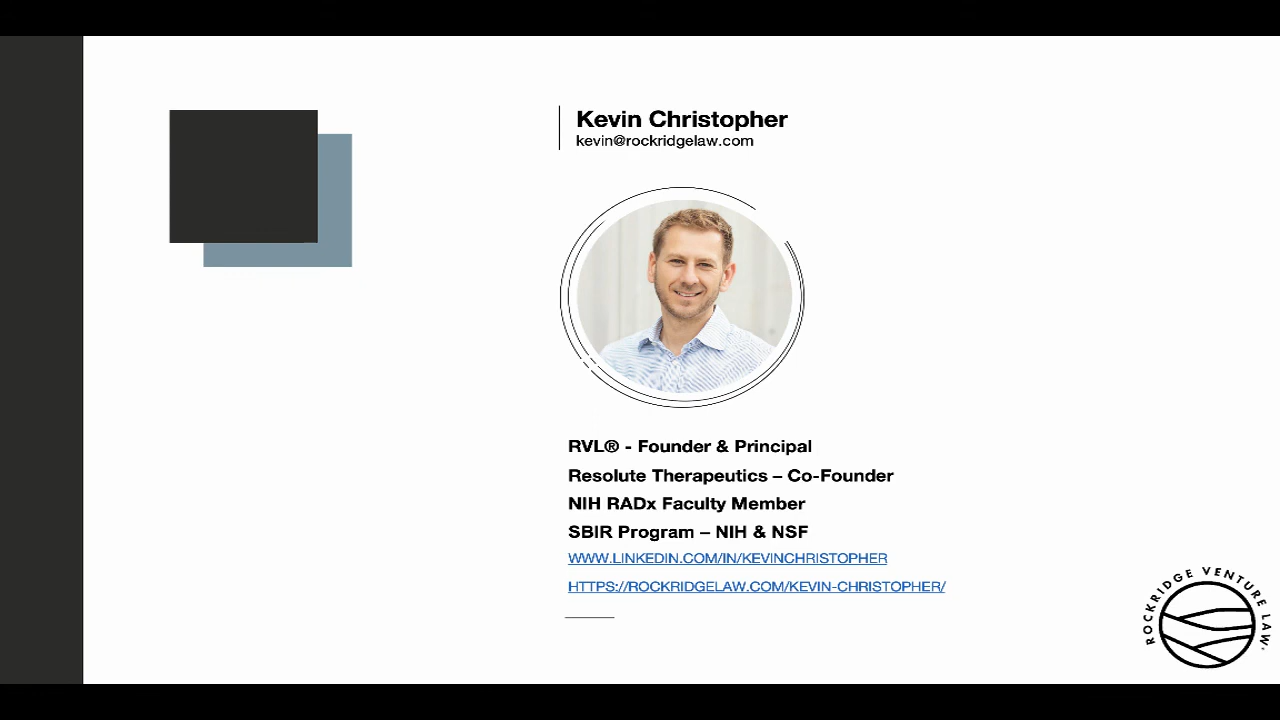 Kevin Christopher
kevin@rockridgelaw.com
RVL® - Founder & Principal
Resolute Therapeutics – Co-Founder
NIH RADx Faculty Member
SBIR Program – NIH & NSF
WWW.LINKEDIN.COM/IN/KEVINCHRISTOPHER
HTTPS://ROCKRIDGELAW.COM/KEVIN-CHRISTOPHER/
ROCKRIDGE VENTURE LAW